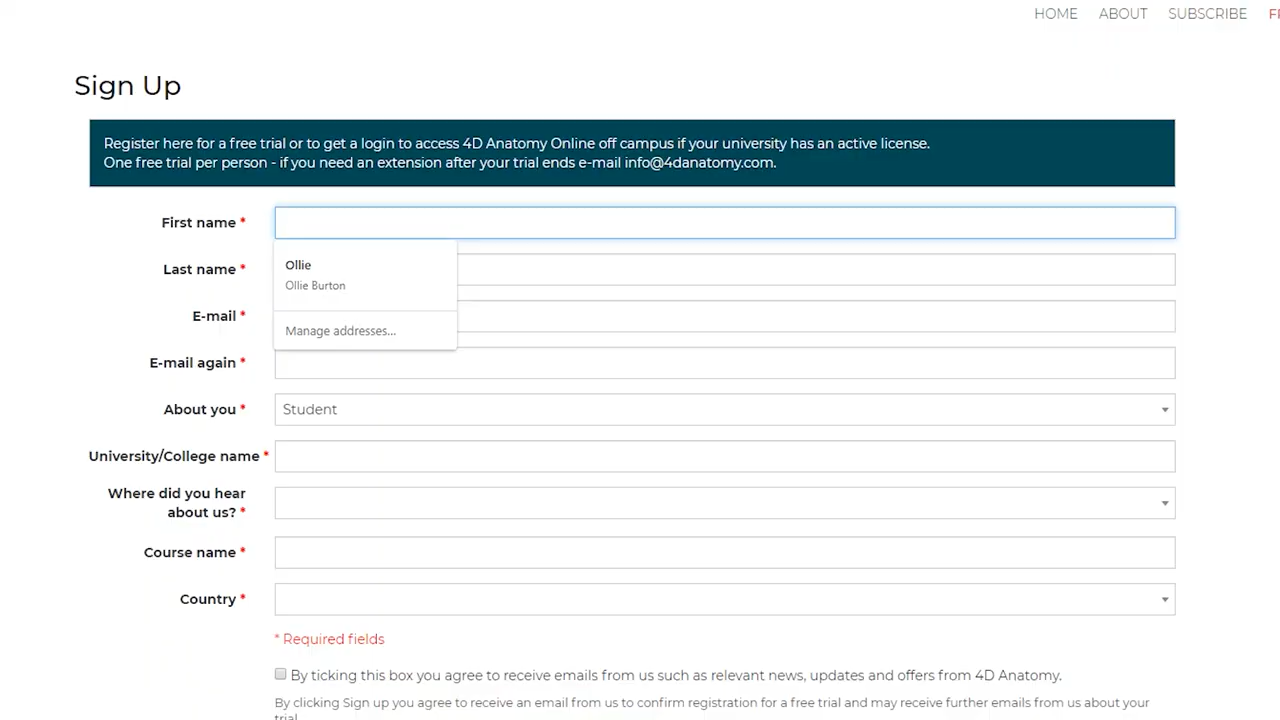 HOME ABOUT SUBSCRIBE
Sign Up
Register here for a free trial or to get a login to access 4D Anatomy Online off campus if your university has an active license.
One free trial per person - if you need an extension after your trial ends e-mail info@4danatomy.com.
First name *
Ollie
Ollie Burton
Manage addresses...
Last name *
E-mail *
E-mail again *
About you *
Student
University/College name *
Where did you hear
about us? *
Course name *
Country *
* Required fields
By ticking this box you agree to receive emails from us such as relevant news, updates and offers from 4D Anatomy.
By clicking Sign up you agree to receive an email from us to confirm registration for a free trial and may receive further emails from us about your
trial